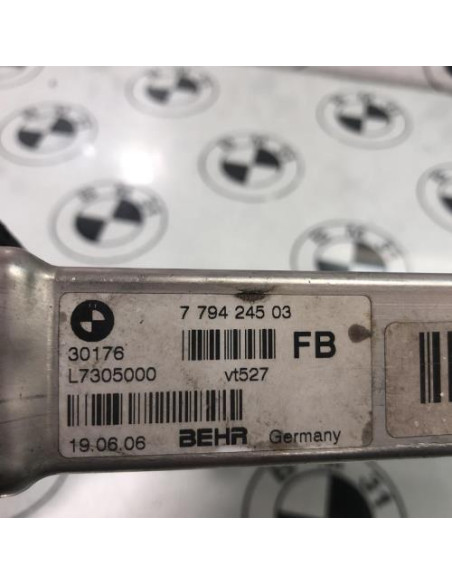 7 794 245 03
30176
FB
L7305000
vt527
19.06.06
BEHR
Germany